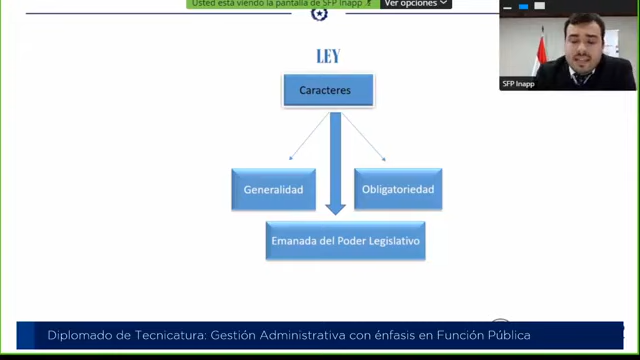 Usted está viendo la pantalla de SFP Inapp
Ver opciones
SFP Inapp
LEY
Caracteres
Generalidad
Obligatoriedad
Emanada del Poder Legislativo
Diplomado de Tecnicatura: Gestión Administrativa con énfasis en Función Pública